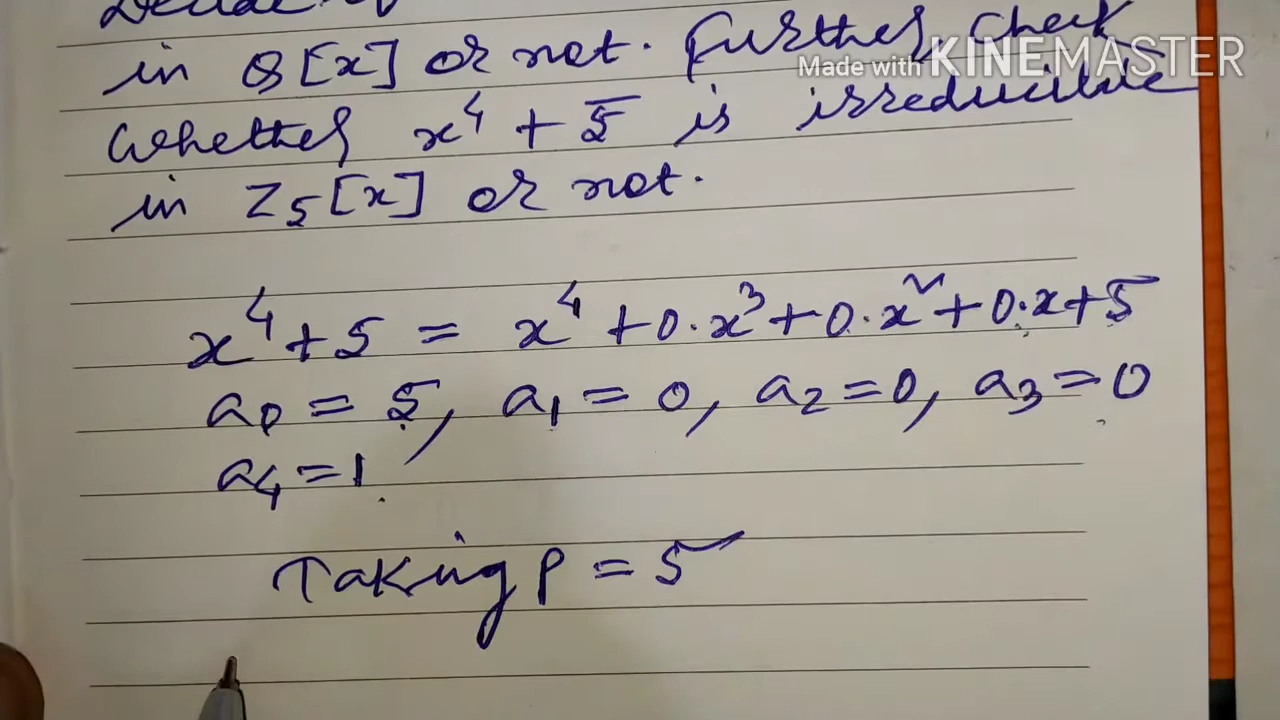 in Q[x] or not. Further, check
Made with KINEMASTER
Whether x⁴ + 5̅ is irreducible
in Z₅[x] or not.
x⁴ + 5 = x⁴ + 0·x³ + 0·x² + 0·x + 5
a₀ = 5, a₁ = 0, a₂ = 0, a₃ = 0
a₄ = 1.
Taking p = 5